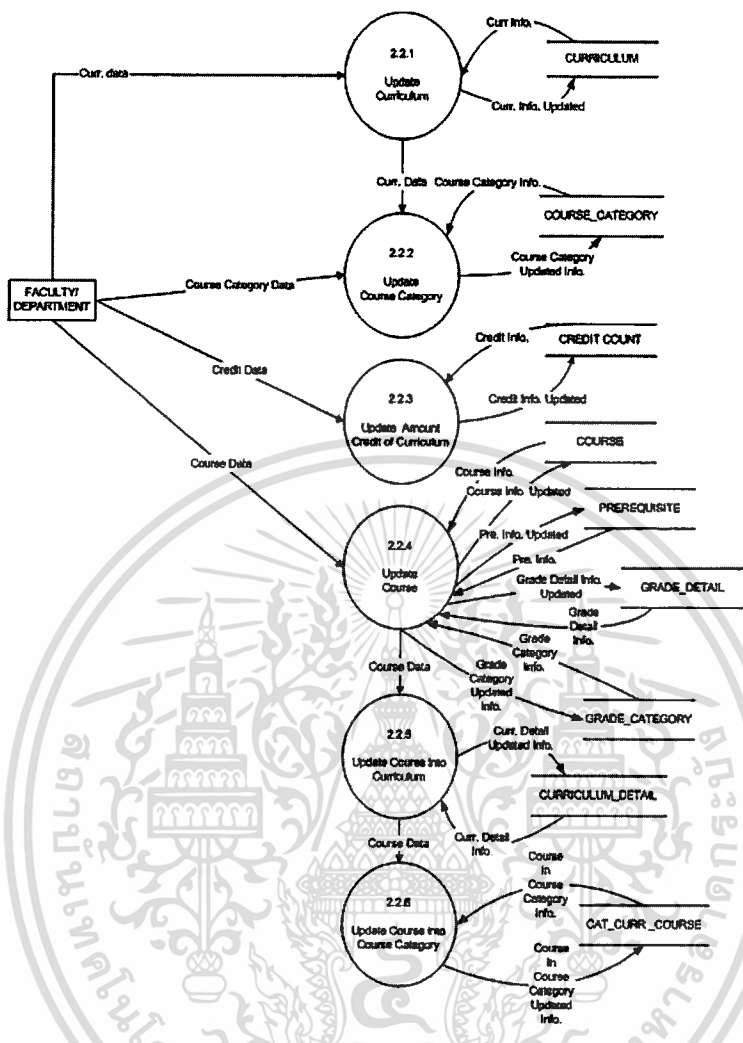 Curr Info.
2.2.1
CURRICULUM
Curr. data
Update
Curriculum
Curr. Info. Updated
Curr. Data
Course Category Info.
COURSE_CATEGORY
2.2.2
Course Category
Updated Info.
Update
Course Category
Course Category Data
FACULTY/
DEPARTMENT
Credit Info.
CREDIT COUNT
Credit Data
2.2.3
Credit Info. Updated
Update Amount
Credit of Curriculum
COURSE
Course Data
Course Info.
Course Info. Updated
PREREQUISITE
2.2.4
Pre. Info. Updated
Update
Course
Pre. Info.
Grade Detail Info.
Updated
GRADE_DETAIL
Grade
Detail
Info.
Grade
Category
Info.
Course Data
Grade
Category
Updated
Info.
GRADE_CATEGORY
2.2.5
Curr. Detail
Updated Info.
Update Course Into
Curriculum
CURRICULUM_DETAIL
Curr. Detail
Info.
Course Data
Course
In
Course
Category
Info.
2.2.6
CAT_CURR_COURSE
Update Course Into
Course Category
Course
In
Course
Category
Updated
Info.